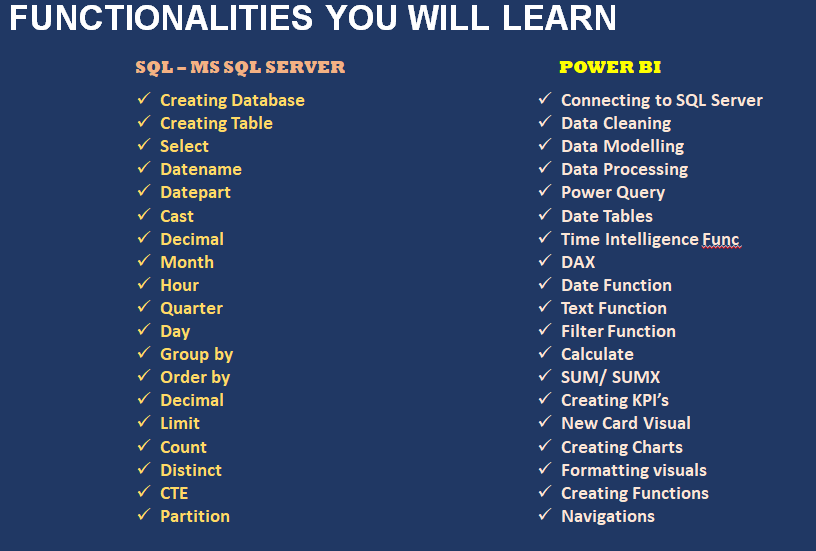 FUNCTIONALITIES YOU WILL LEARN
SQL – MS SQL SERVER
✓ Creating Database
✓ Creating Table
✓ Select
✓ Datename
✓ Datepart
✓ Cast
✓ Decimal
✓ Month
✓ Hour
✓ Quarter
✓ Day
✓ Group by
✓ Order by
✓ Decimal
✓ Limit
✓ Count
✓ Distinct
✓ CTE
✓ Partition
POWER BI
✓ Connecting to SQL Server
✓ Data Cleaning
✓ Data Modelling
✓ Data Processing
✓ Power Query
✓ Date Tables
✓ Time Intelligence Func
✓ DAX
✓ Date Function
✓ Text Function
✓ Filter Function
✓ Calculate
✓ SUM/ SUMX
✓ Creating KPI’s
✓ New Card Visual
✓ Creating Charts
✓ Formatting visuals
✓ Creating Functions
✓ Navigations